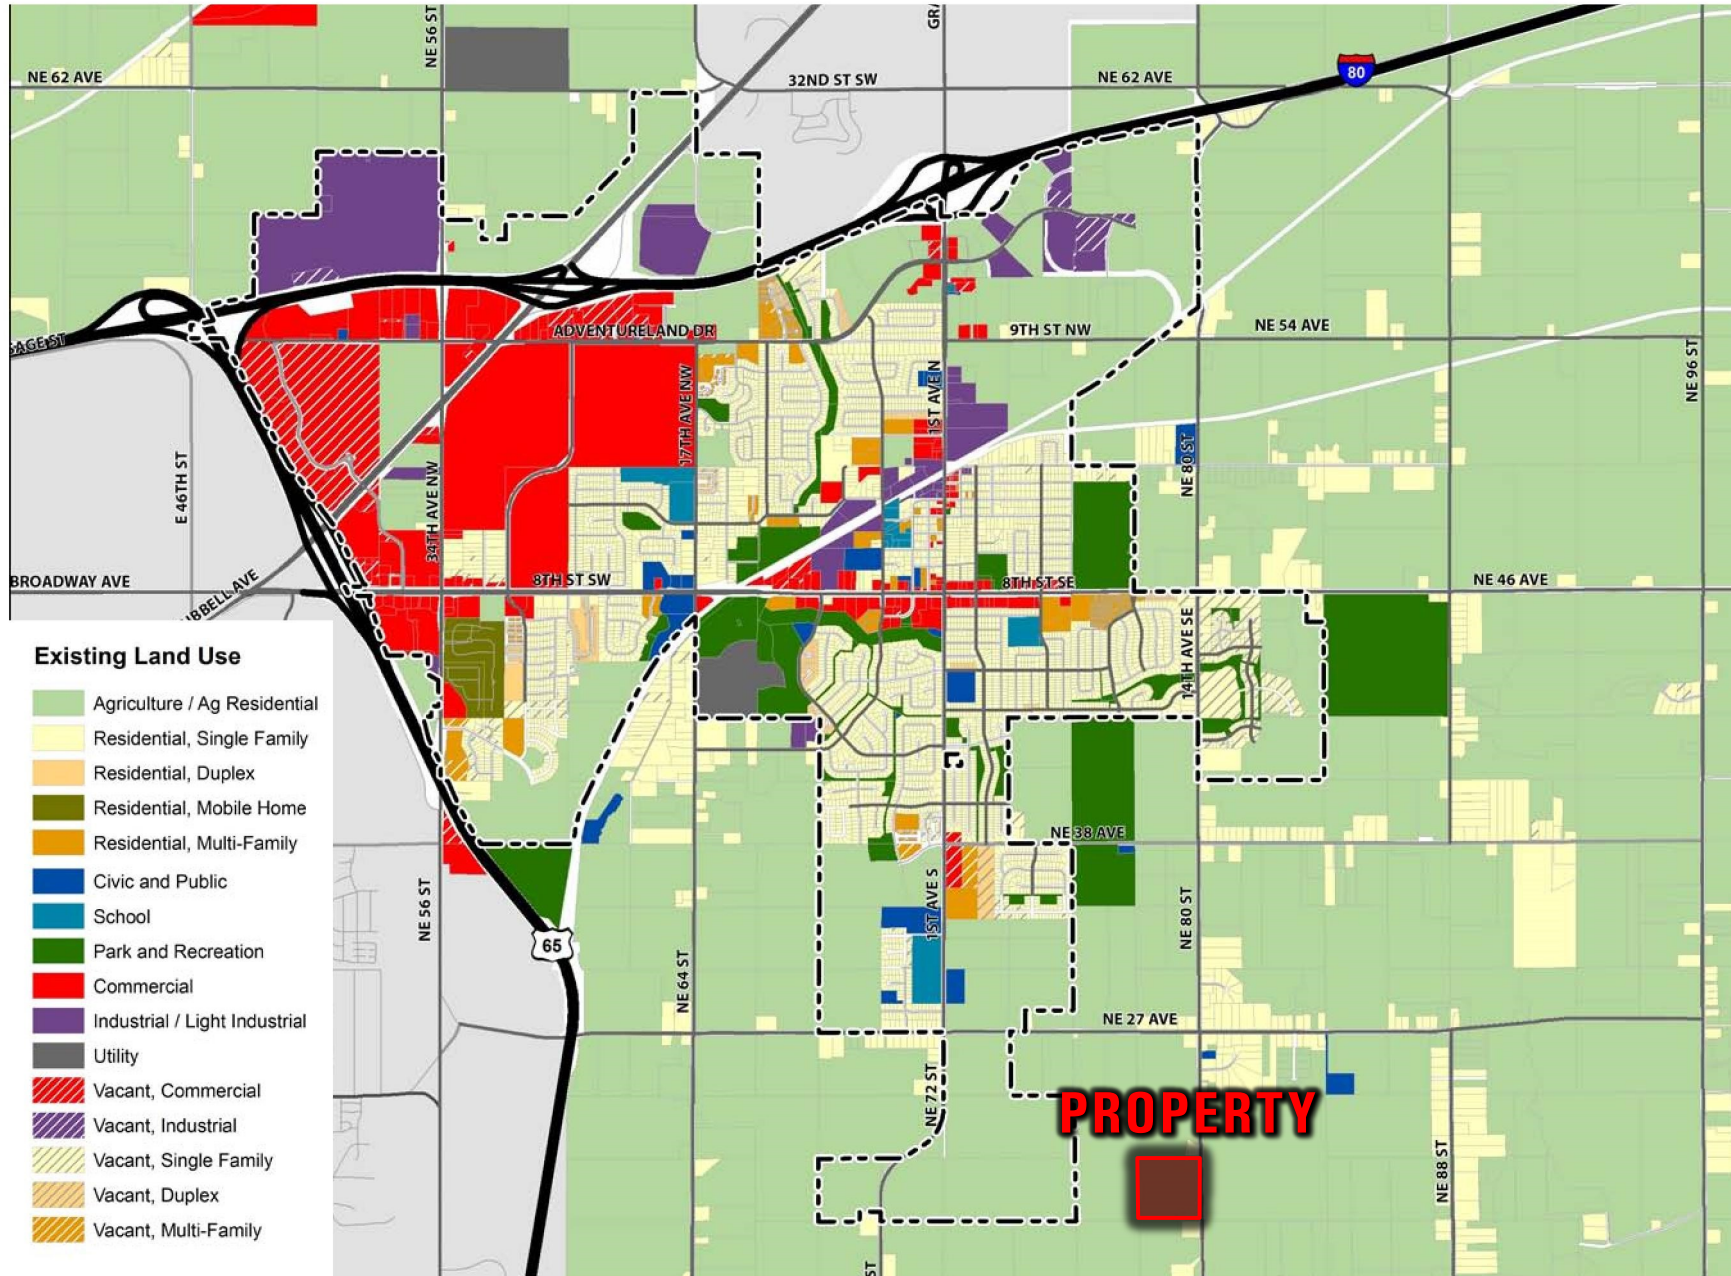 NE 56 ST
GRA
NE 62 AVE
32ND ST SW
NE 62 AVE
80
SAGE ST
ADVENTURELAND DR
9TH ST NW
NE 54 AVE
NE 96 ST
17TH AVE NW
1ST AVE N
E 46TH ST
34TH AVE NW
NE 80 ST
BROADWAY AVE
UBBELL AVE
8TH ST SW
8TH ST SE
NE 46 AVE
14TH AVE SE
Existing Land Use
Agriculture / Ag Residential
Residential, Single Family
Residential, Duplex
Residential, Mobile Home
Residential, Multi-Family
Civic and Public
School
Park and Recreation
Commercial
Industrial / Light Industrial
Utility
Vacant, Commercial
Vacant, Industrial
Vacant, Single Family
Vacant, Duplex
Vacant, Multi-Family
NE 38 AVE
NE 56 ST
1ST AVE S
NE 80 ST
65
NE 64 ST
NE 27 AVE
NE 72 ST
PROPERTY
NE 88 ST
ST